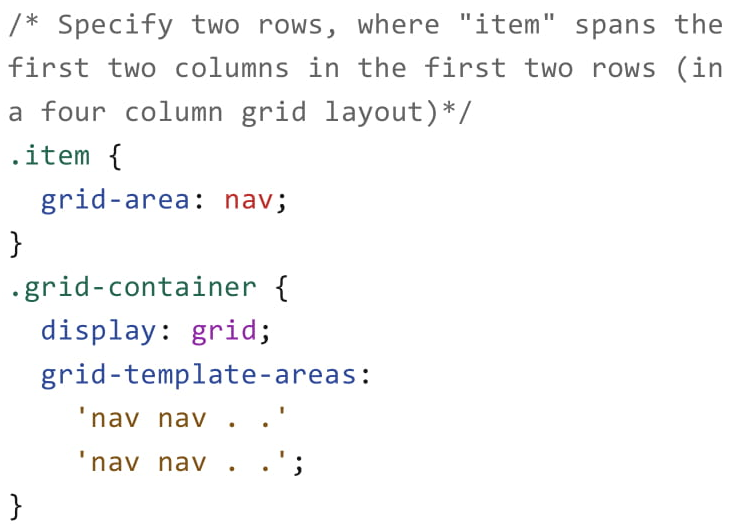 /* Specify two rows, where "item" spans the
first two columns in the first two rows (in
a four column grid layout)*/
.item {
  grid-area: nav;
}
.grid-container {
  display: grid;
  grid-template-areas:
    'nav nav . .'
    'nav nav . .';
}